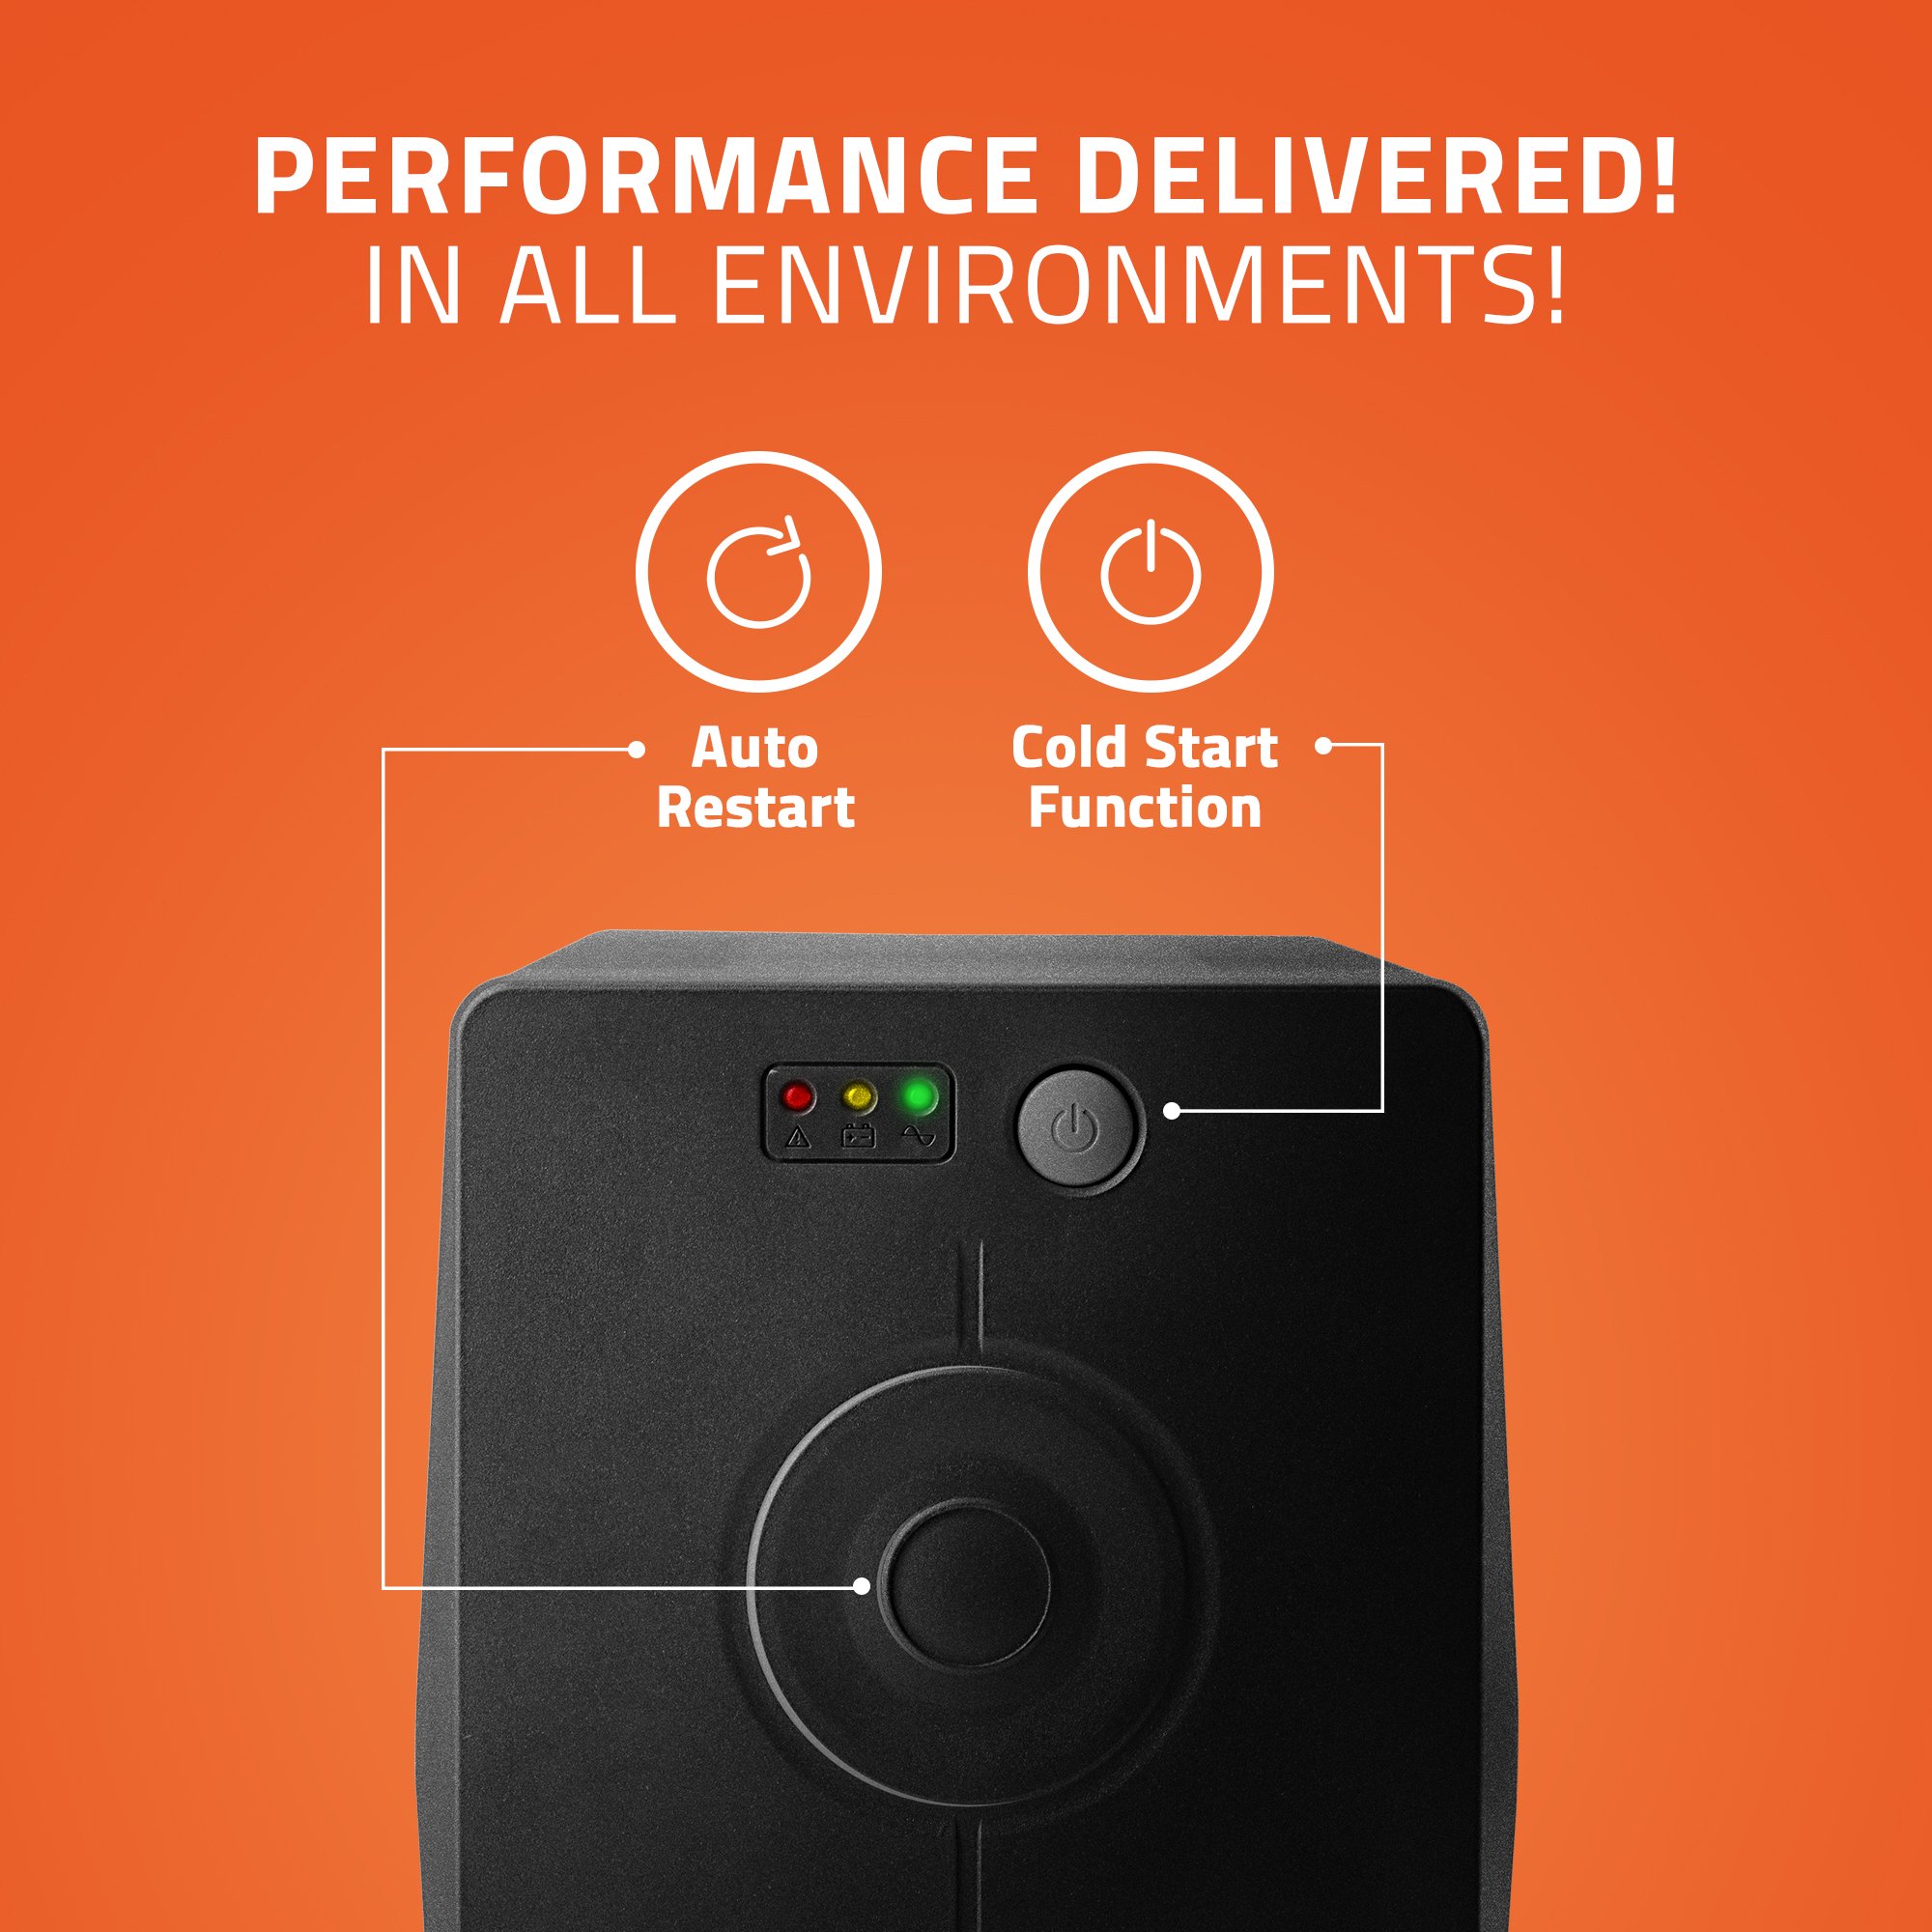 PERFORMANCE DELIVERED!
IN ALL ENVIRONMENTS!
Auto
Restart
Cold Start
Function